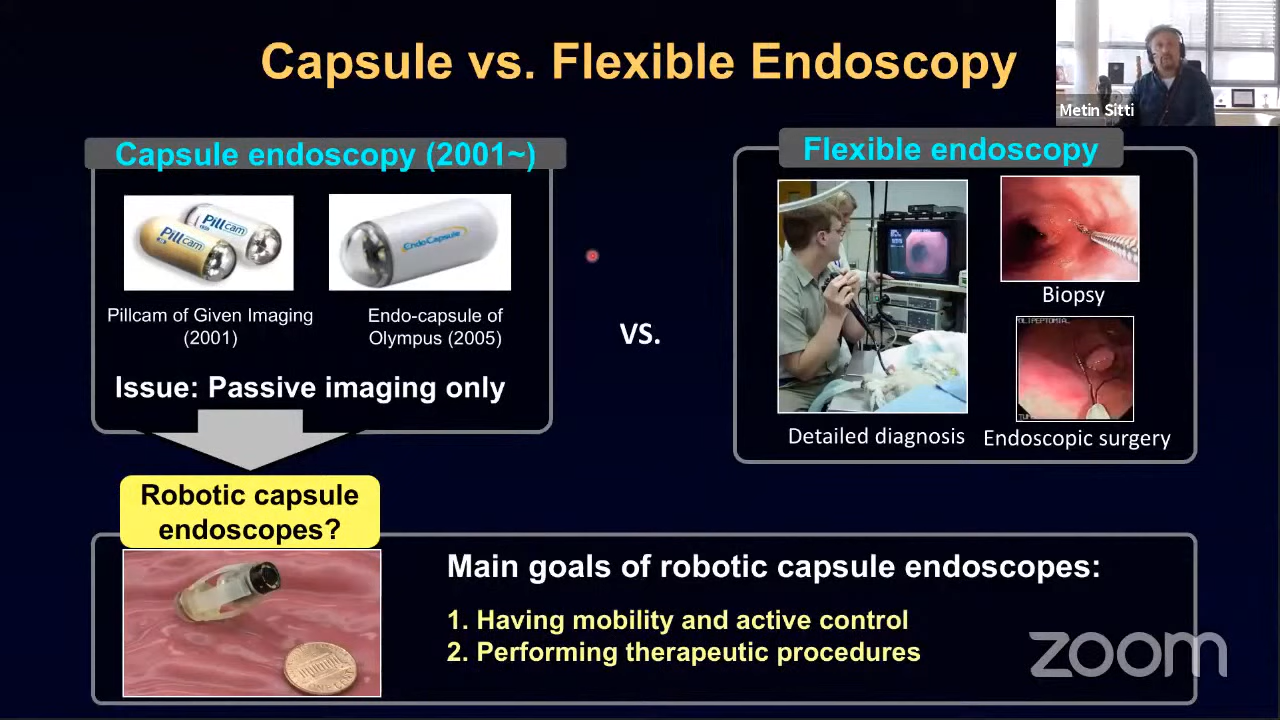 Capsule vs. Flexible Endoscopy
Metin Sitti
Capsule endoscopy (2001~)
Pillcam
Pillcam
EndoCapsule
Pillcam of Given Imaging
(2001)
Endo-capsule of
Olympus (2005)
Issue: Passive imaging only
vs.
Flexible endoscopy
Biopsy
Detailed diagnosis
Endoscopic surgery
Robotic capsule
endoscopes?
Main goals of robotic capsule endoscopes:
1. Having mobility and active control
2. Performing therapeutic procedures
zoom